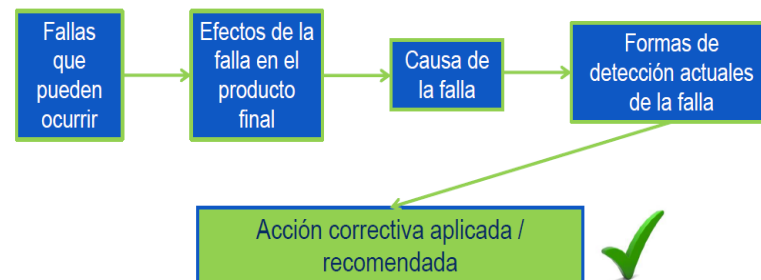 Fallas
que
pueden
ocurrir
Efectos de la
falla en el
producto
final
Causa de
la falla
Formas de
detección actuales
de la falla
Acción correctiva aplicada /
recomendada